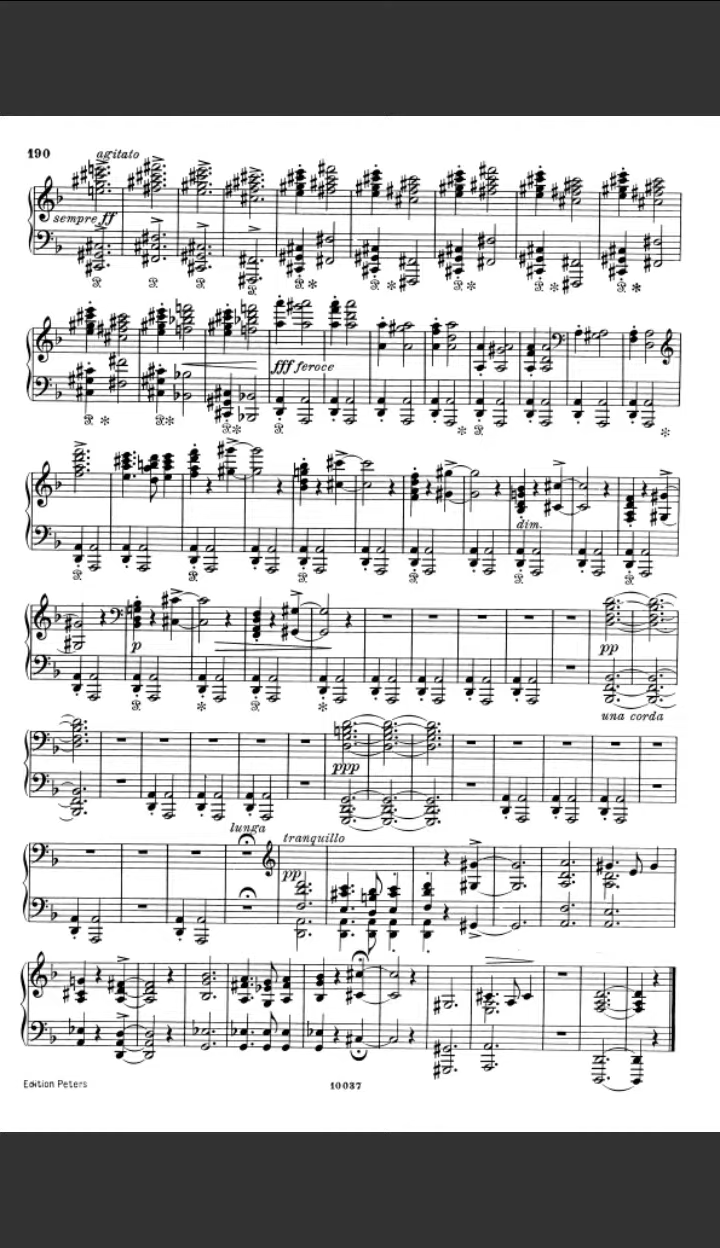 190
agitato
sempre ff
fff feroce
dim.
p
pp
una corda
ppp
lunga
tranquillo
pp
Edition Peters
10037